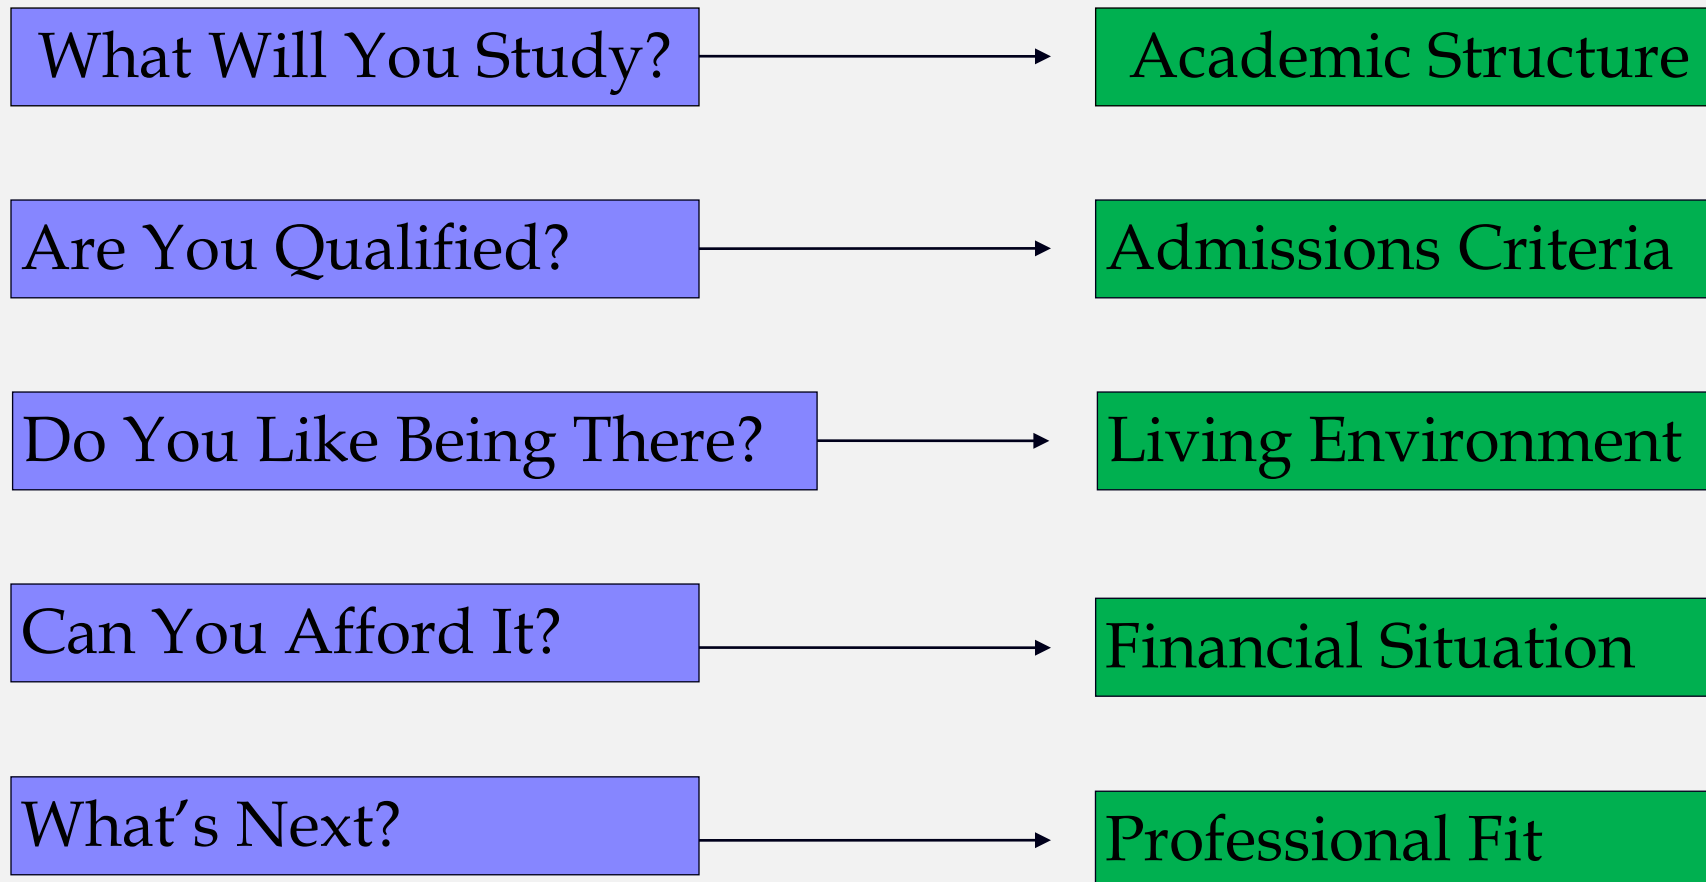 What Will You Study?
Academic Structure
Are You Qualified?
Admissions Criteria
Do You Like Being There?
Living Environment
Can You Afford It?
Financial Situation
What’s Next?
Professional Fit